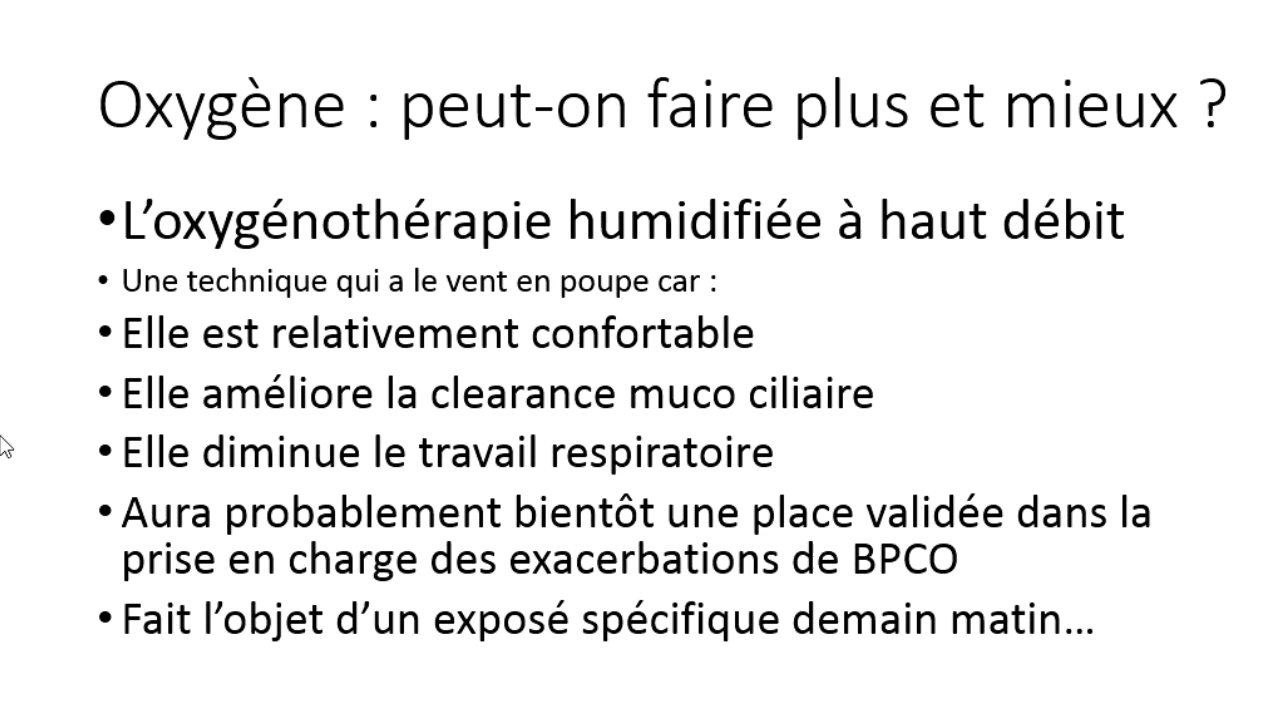 Oxygène : peut-on faire plus et mieux ?
•L’oxygénothérapie humidifiée à haut débit
• Une technique qui a le vent en poupe car :
• Elle est relativement confortable
• Elle améliore la clearance muco ciliaire
• Elle diminue le travail respiratoire
• Aura probablement bientôt une place validée dans la
prise en charge des exacerbations de BPCO
• Fait l’objet d’un exposé spécifique demain matin…